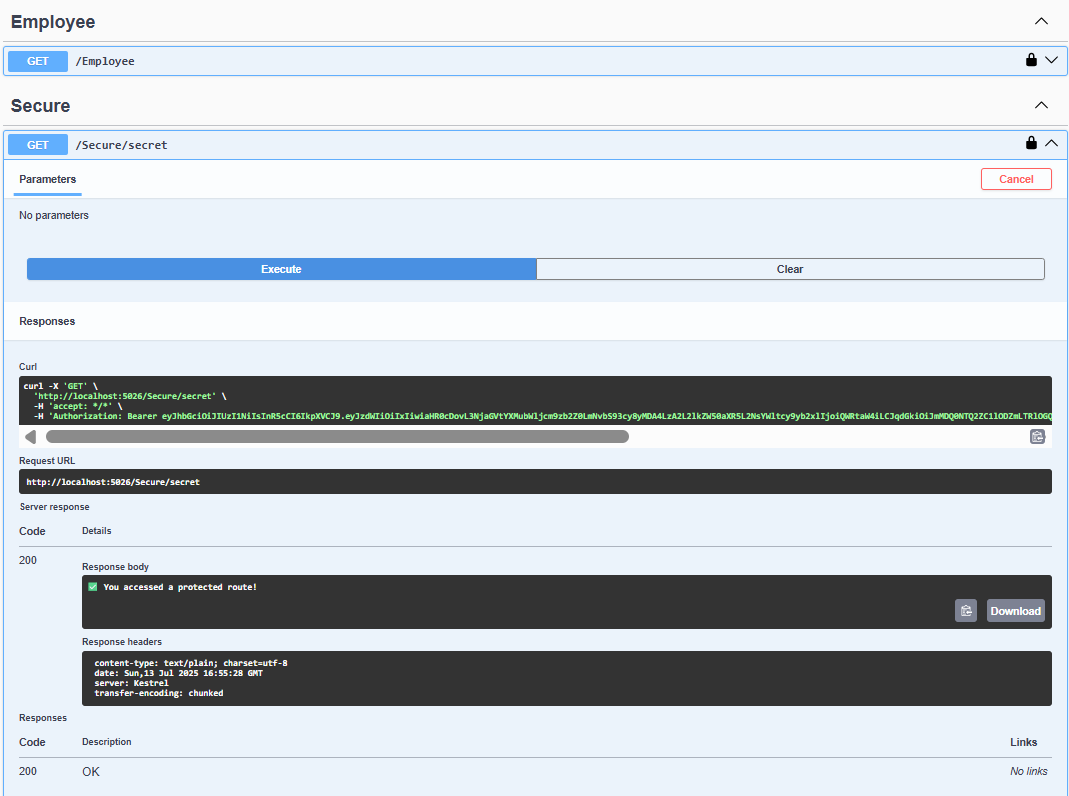 Employee
GET /Employee
Secure
GET /Secure/secret
Parameters
Cancel
No parameters
Execute
Clear
Responses
Curl
curl -X 'GET' \
'http://localhost:5026/Secure/secret' \
-H 'accept: */*' \
-H 'Authorization: Bearer
Request URL
http://localhost:5026/Secure/secret
Server response
Code Details
200
Response body
✅ You accessed a protected route!
Download
Response headers
content-type: text/plain; charset=utf-8
date: Sun,13 Jul 2025 16:55:28 GMT
server: Kestrel
transfer-encoding: chunked
Responses
Code Description Links
200 OK No links